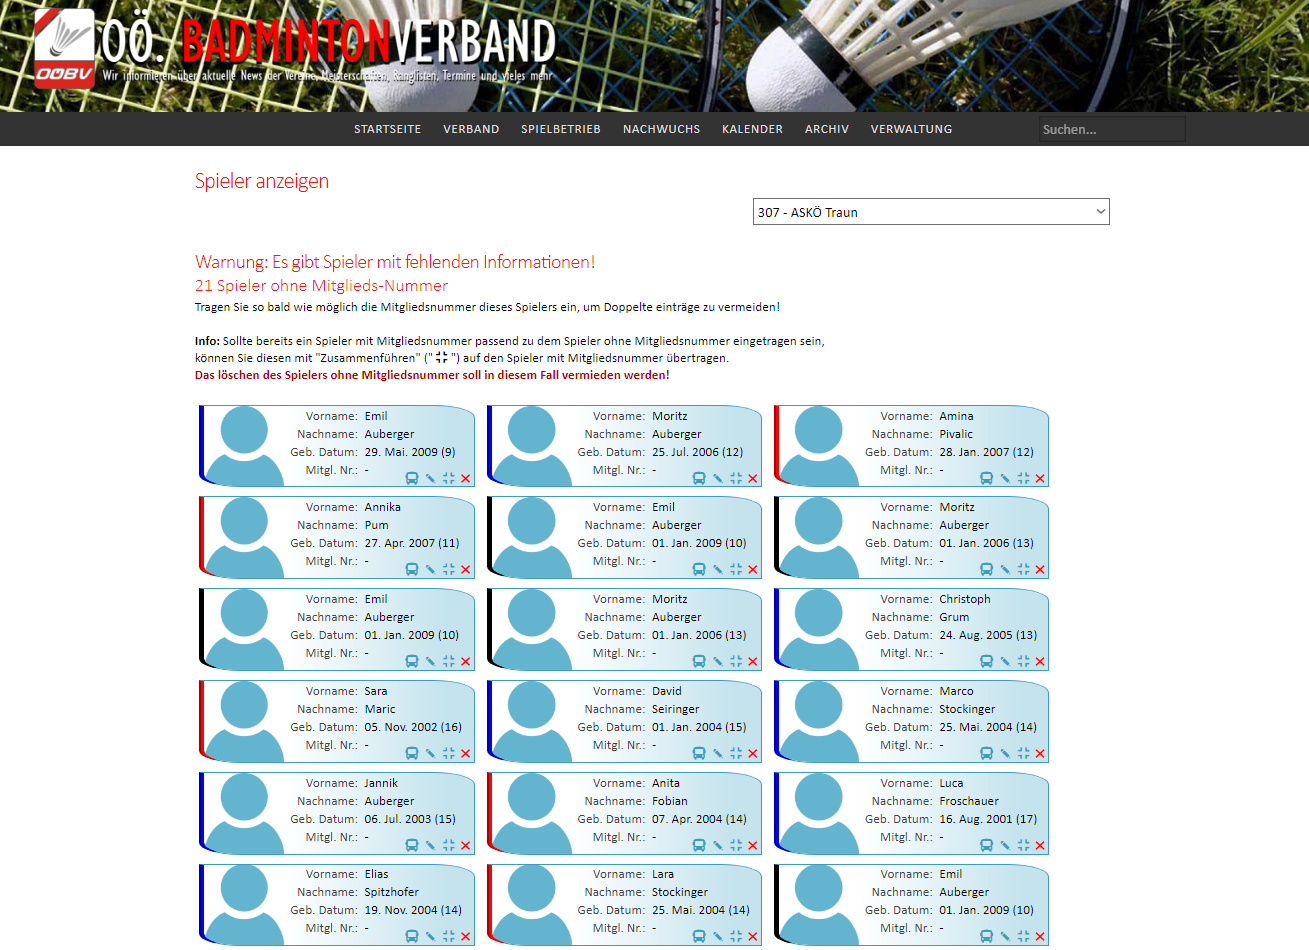 OÖ. BADMINTONVERBAND
OÖBV
Wir informieren über aktuelle News der Vereine, Meisterschaften, Ranglisten, Termine und vieles mehr
STARTSEITE VERBAND SPIELBETRIEB NACHWUCHS KALENDER ARCHIV VERWALTUNG Suchen...
Spieler anzeigen
307 - ASKÖ Traun
Warnung: Es gibt Spieler mit fehlenden Informationen!
21 Spieler ohne Mitglieds-Nummer
Tragen Sie so bald wie möglich die Mitgliedsnummer dieses Spielers ein, um Doppelte einträge zu vermeiden!
Info: Sollte bereits ein Spieler mit Mitgliedsnummer passend zu dem Spieler ohne Mitgliedsnummer eingetragen sein,
können Sie diesen mit "Zusammenführen" (" ") auf den Spieler mit Mitgliedsnummer übertragen.
Das löschen des Spielers ohne Mitgliedsnummer soll in diesem Fall vermieden werden!
Vorname: Emil
Nachname: Auberger
Geb. Datum: 29. Mai. 2009 (9)
Mitgl. Nr.: -
Vorname: Moritz
Nachname: Auberger
Geb. Datum: 25. Jul. 2006 (12)
Mitgl. Nr.: -
Vorname: Amina
Nachname: Pivalic
Geb. Datum: 28. Jan. 2007 (12)
Mitgl. Nr.: -
Vorname: Annika
Nachname: Pum
Geb. Datum: 27. Apr. 2007 (11)
Mitgl. Nr.: -
Vorname: Emil
Nachname: Auberger
Geb. Datum: 01. Jan. 2009 (10)
Mitgl. Nr.: -
Vorname: Moritz
Nachname: Auberger
Geb. Datum: 01. Jan. 2006 (13)
Mitgl. Nr.: -
Vorname: Emil
Nachname: Auberger
Geb. Datum: 01. Jan. 2009 (10)
Mitgl. Nr.: -
Vorname: Moritz
Nachname: Auberger
Geb. Datum: 01. Jan. 2006 (13)
Mitgl. Nr.: -
Vorname: Christoph
Nachname: Grum
Geb. Datum: 24. Aug. 2005 (13)
Mitgl. Nr.: -
Vorname: Sara
Nachname: Maric
Geb. Datum: 05. Nov. 2002 (16)
Mitgl. Nr.: -
Vorname: David
Nachname: Seiringer
Geb. Datum: 01. Jan. 2004 (15)
Mitgl. Nr.: -
Vorname: Marco
Nachname: Stockinger
Geb. Datum: 25. Mai. 2004 (14)
Mitgl. Nr.: -
Vorname: Jannik
Nachname: Auberger
Geb. Datum: 06. Jul. 2003 (15)
Mitgl. Nr.: -
Vorname: Anita
Nachname: Fobian
Geb. Datum: 07. Apr. 2004 (14)
Mitgl. Nr.: -
Vorname: Luca
Nachname: Froschauer
Geb. Datum: 16. Aug. 2001 (17)
Mitgl. Nr.: -
Vorname: Elias
Nachname: Spitzhofer
Geb. Datum: 19. Nov. 2004 (14)
Mitgl. Nr.: -
Vorname: Lara
Nachname: Stockinger
Geb. Datum: 25. Mai. 2004 (14)
Mitgl. Nr.: -
Vorname: Emil
Nachname: Auberger
Geb. Datum: 01. Jan. 2009 (10)
Mitgl. Nr.: -